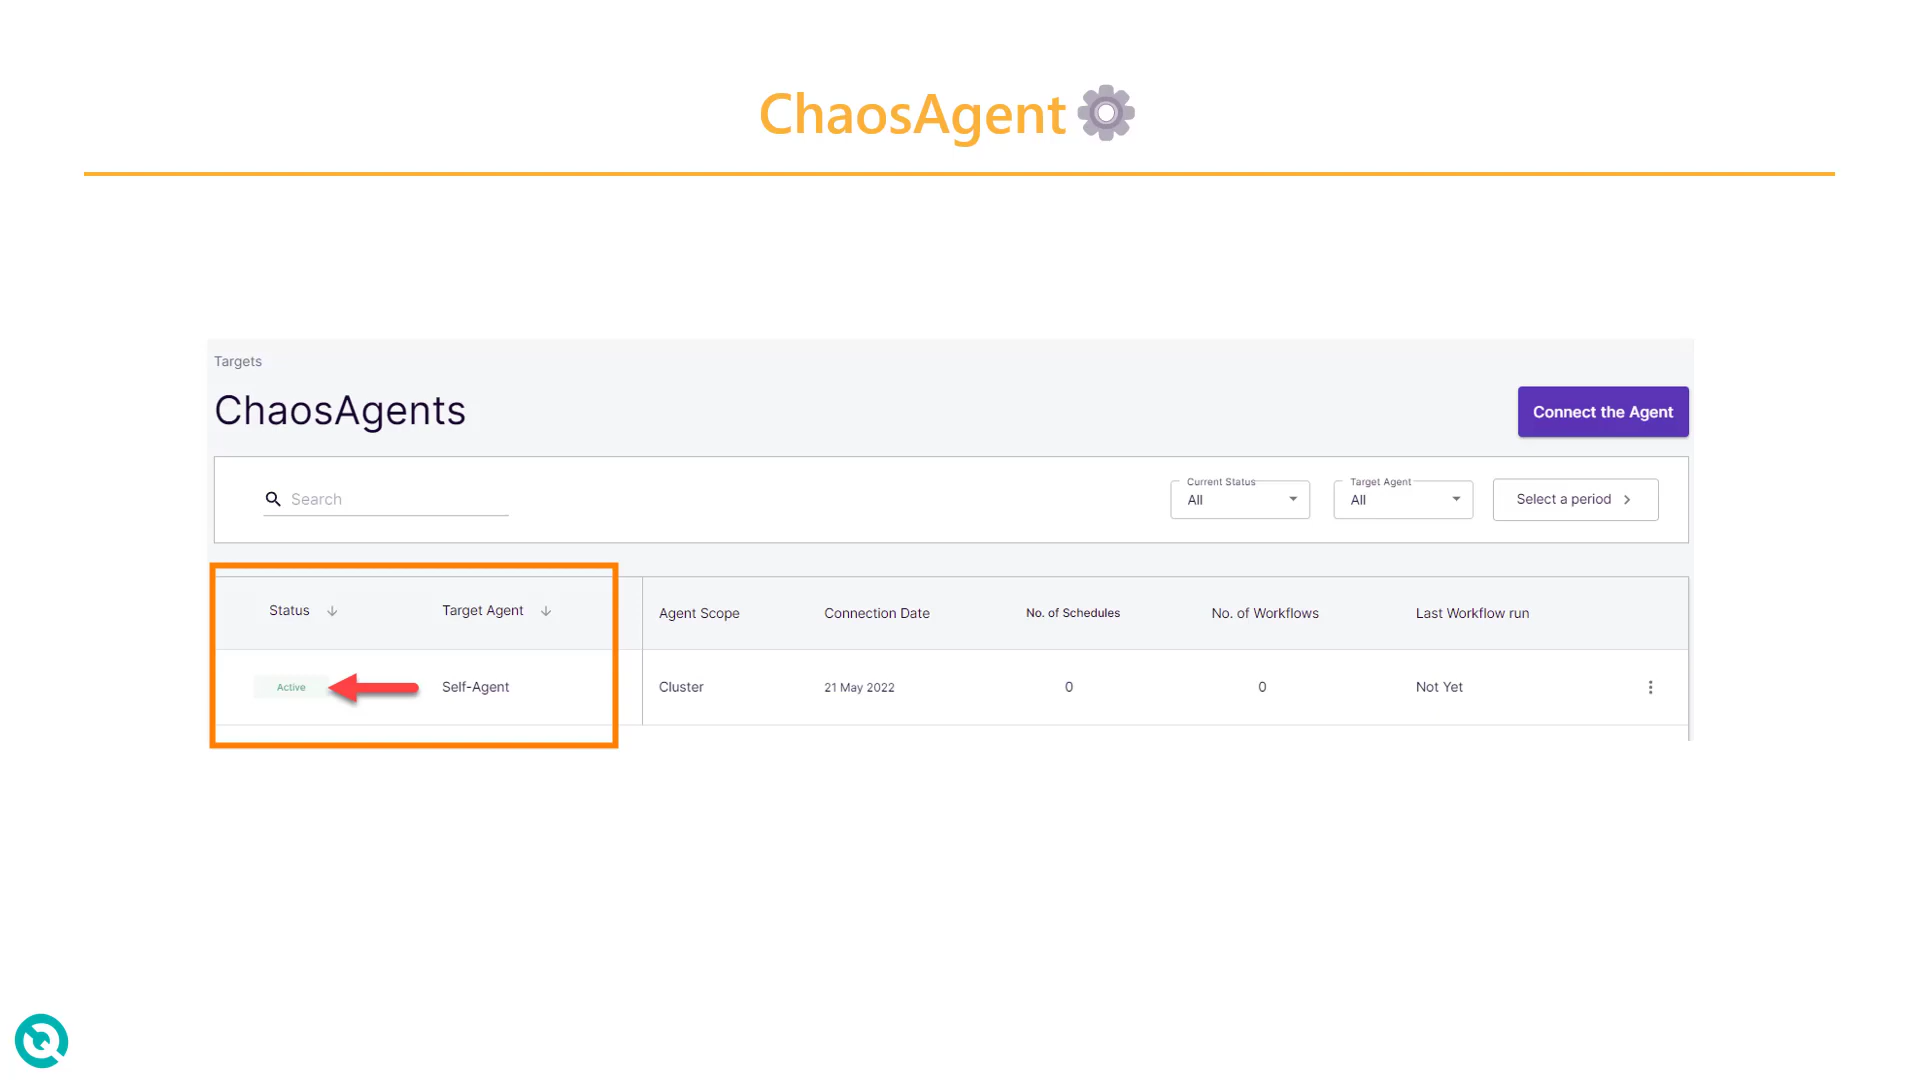 ChaosAgent
Targets
ChaosAgents
Connect the Agent
Search
Current Status
All
Target Agent
All
Select a period
Status Target Agent Agent Scope Connection Date No. of Schedules No. of Workflows Last Workflow run
Active Self-Agent Cluster 21 May 2022 0 0 Not Yet